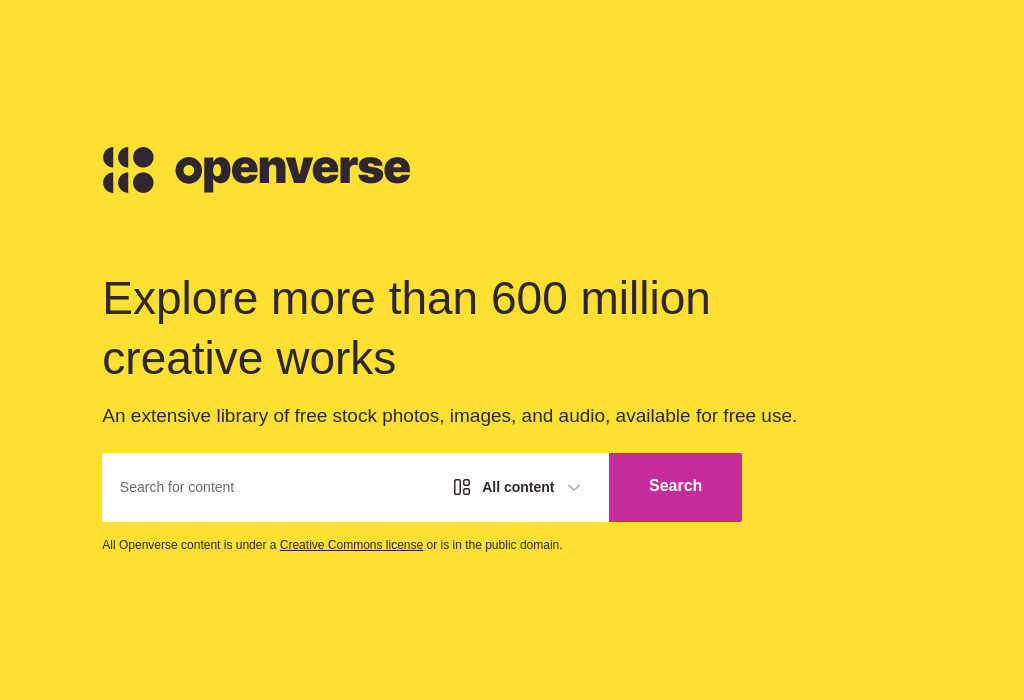 openverse
Explore more than 600 million
creative works
An extensive library of free stock photos, images, and audio, available for free use.
Search for content All content Search
All Openverse content is under a Creative Commons license or is in the public domain.